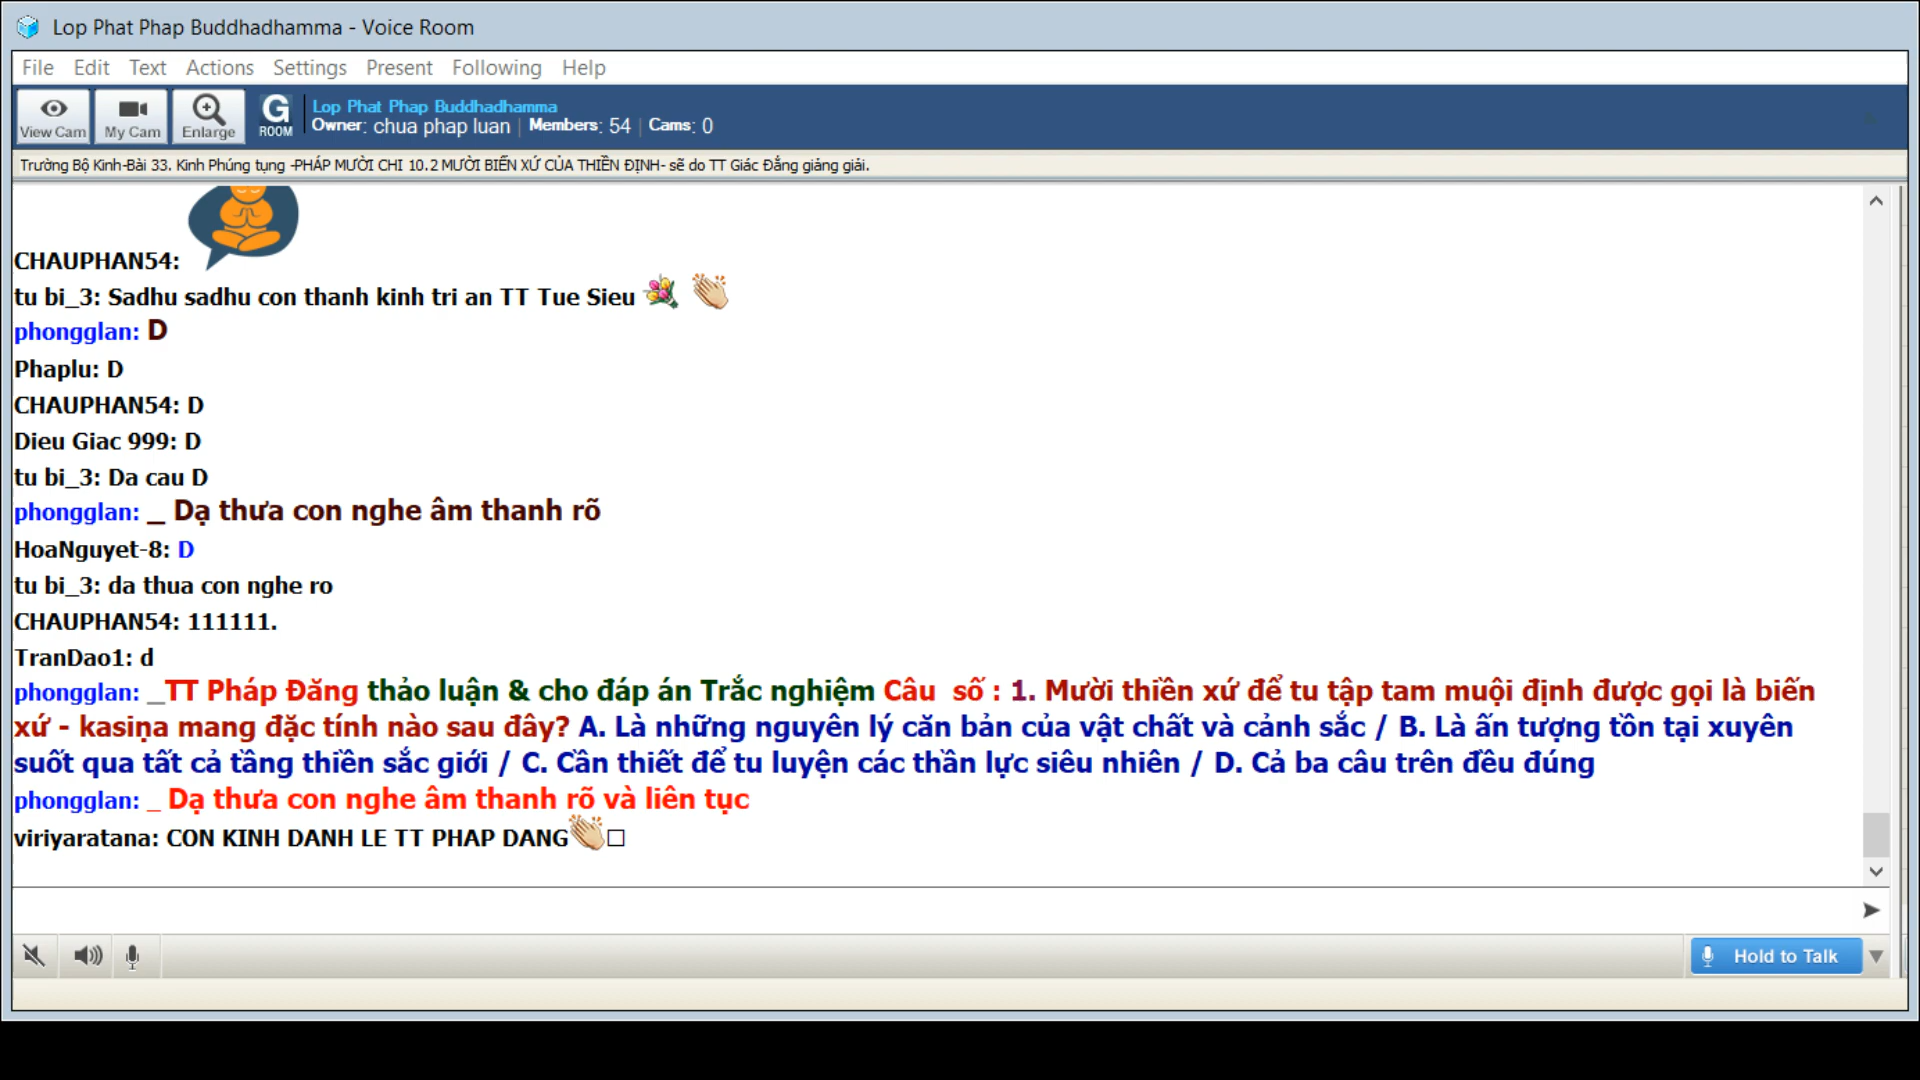 Lop Phat Phap Buddhadhamma - Voice Room
File Edit Text Actions Settings Present Following Help
View Cam My Cam Enlarge G ROOM
Lop Phat Phap Buddhadhamma
Owner: chua phap luan | Members: 54 | Cams: 0
Trường Bộ Kinh-Bài 33. Kinh Phúng tụng -PHÁP MƯỜI CHI 10.2 MƯỜI BIẾN XỨ CỦA THIỀN ĐỊNH- sẽ do TT Giác Đẳng giảng giải.
CHAUPHAN54:
tu bi_3: Sadhu sadhu con thanh kinh tri an TT Tue Sieu
phongglan: D
Phaplu: D
CHAUPHAN54: D
Dieu Giac 999: D
tu bi_3: Da cau D
phongglan: _ Dạ thưa con nghe âm thanh rõ
HoaNguyet-8: D
tu bi_3: da thua con nghe ro
CHAUPHAN54: 111111.
TranDao1: d
phongglan: _TT Pháp Đăng thảo luận & cho đáp án Trắc nghiệm Câu số : 1. Mười thiền xứ để tu tập tam muội định được gọi là biến
xứ - kasiṇa mang đặc tính nào sau đây? A. Là những nguyên lý căn bản của vật chất và cảnh sắc / B. Là ấn tượng tồn tại xuyên
suốt qua tất cả tầng thiền sắc giới / C. Cần thiết để tu luyện các thần lực siêu nhiên / D. Cả ba câu trên đều đúng
phongglan: _ Dạ thưa con nghe âm thanh rõ và liên tục
viriyaratana: CON KINH DANH LE TT PHAP DANG
Hold to Talk